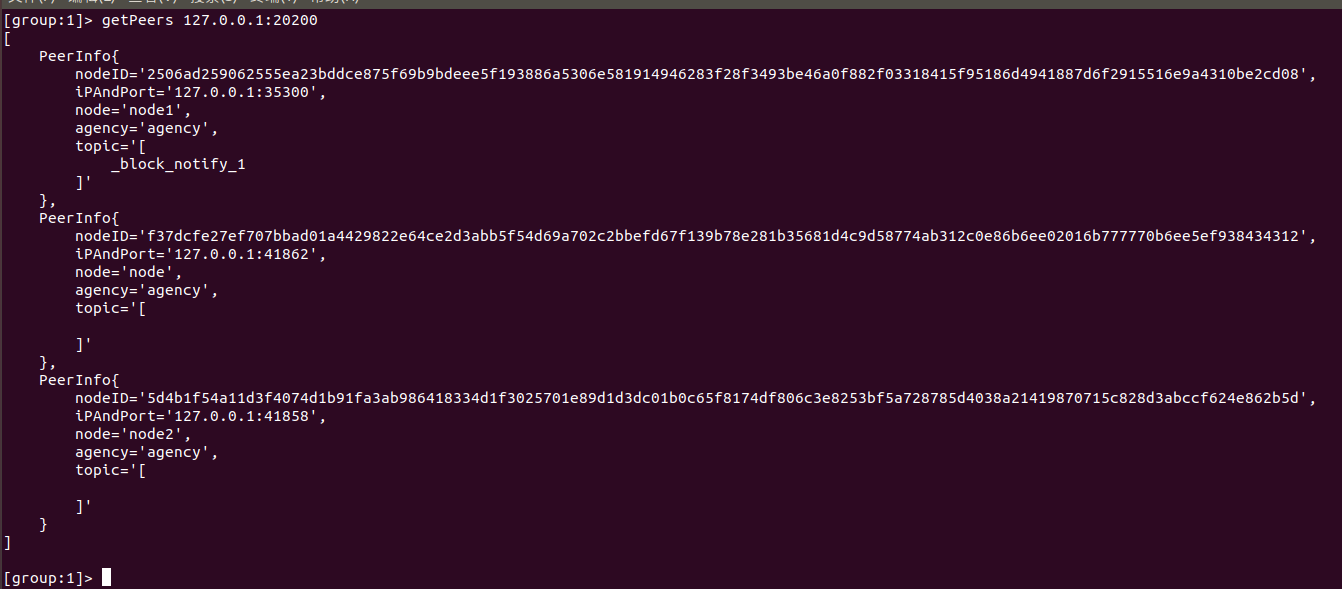 [group:1]> getPeers 127.0.0.1:20200
[
PeerInfo{
nodeID='2506ad259062555ea23bddce875f69b9bdeee5f193886a5306e581914946283f28f3493be46a0f882f03318415f95186d4941887d6f2915516e9a4310be2cd08',
iPAndPort='127.0.0.1:35300',
node='node1',
agency='agency',
topic='[
_block_notify_1
]'
},
PeerInfo{
nodeID='f37dcfe27ef707bbad01a4429822e64ce2d3abb5f54d69a702c2bbefd67f139b78e281b35681d4c9d58774ab312c0e86b6ee02016b777770b6ee5ef938434312',
iPAndPort='127.0.0.1:41862',
node='node',
agency='agency',
topic='[
]'
},
PeerInfo{
nodeID='5d4b1f54a11d3f4074d1b91fa3ab986418334d1f3025701e89d1d3dc01b0c65f8174df806c3e8253bf5a728785d4038a21419870715c828d3abccf624e862b5d',
iPAndPort='127.0.0.1:41858',
node='node2',
agency='agency',
topic='[
]'
}
]
[group:1]>